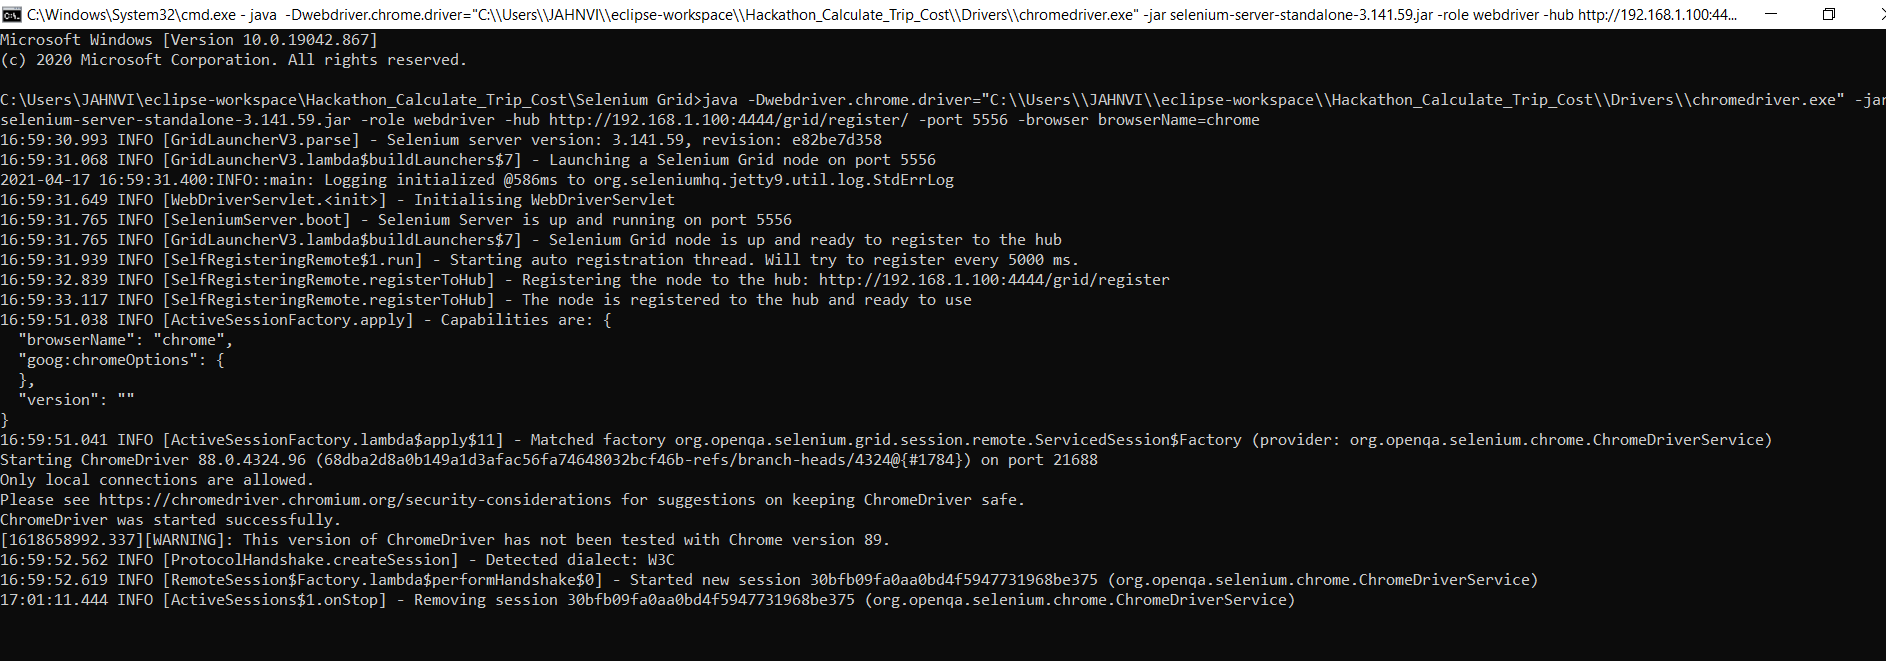 C:\Windows\System32\cmd.exe - java  -Dwebdriver.chrome.driver="C:\\Users\\JAHNVI\\eclipse-workspace\\Hackathon_Calculate_Trip_Cost\\Drivers\\chromedriver.exe" -jar selenium-server-standalone-3.141.59.jar -role webdriver -hub http://192.168.1.100:44...
Microsoft Windows [Version 10.0.19042.867]
(c) 2020 Microsoft Corporation. All rights reserved.
C:\Users\JAHNVI\eclipse-workspace\Hackathon_Calculate_Trip_Cost\Selenium Grid>java -Dwebdriver.chrome.driver="C:\\Users\\JAHNVI\\eclipse-workspace\\Hackathon_Calculate_Trip_Cost\\Drivers\\chromedriver.exe" -jar
selenium-server-standalone-3.141.59.jar -role webdriver -hub http://192.168.1.100:4444/grid/register/ -port 5556 -browser browserName=chrome
16:59:30.993 INFO [GridLauncherV3.parse] - Selenium server version: 3.141.59, revision: e82be7d358
16:59:31.068 INFO [GridLauncherV3.lambda$buildLaunchers$7] - Launching a Selenium Grid node on port 5556
2021-04-17 16:59:31.400:INFO::main: Logging initialized @586ms to org.seleniumhq.jetty9.util.log.StdErrLog
16:59:31.649 INFO [WebDriverServlet.<init>] - Initialising WebDriverServlet
16:59:31.765 INFO [SeleniumServer.boot] - Selenium Server is up and running on port 5556
16:59:31.765 INFO [GridLauncherV3.lambda$buildLaunchers$7] - Selenium Grid node is up and ready to register to the hub
16:59:31.939 INFO [SelfRegisteringRemote$1.run] - Starting auto registration thread. Will try to register every 5000 ms.
16:59:32.839 INFO [SelfRegisteringRemote.registerToHub] - Registering the node to the hub: http://192.168.1.100:4444/grid/register
16:59:33.117 INFO [SelfRegisteringRemote.registerToHub] - The node is registered to the hub and ready to use
16:59:51.038 INFO [ActiveSessionFactory.apply] - Capabilities are: {
  "browserName": "chrome",
  "goog:chromeOptions": {
  },
  "version": ""
}
16:59:51.041 INFO [ActiveSessionFactory.lambda$apply$11] - Matched factory org.openqa.selenium.grid.session.remote.ServicedSession$Factory (provider: org.openqa.selenium.chrome.ChromeDriverService)
Starting ChromeDriver 88.0.4324.96 (68dba2d8a0b149a1d3afac56fa74648032bcf46b-refs/branch-heads/4324@{#1784}) on port 21688
Only local connections are allowed.
Please see https://chromedriver.chromium.org/security-considerations for suggestions on keeping ChromeDriver safe.
ChromeDriver was started successfully.
[1618658992.337][WARNING]: This version of ChromeDriver has not been tested with Chrome version 89.
16:59:52.562 INFO [ProtocolHandshake.createSession] - Detected dialect: W3C
16:59:52.619 INFO [RemoteSession$Factory.lambda$performHandshake$0] - Started new session 30bfb09fa0aa0bd4f5947731968be375 (org.openqa.selenium.chrome.ChromeDriverService)
17:01:11.444 INFO [ActiveSessions$1.onStop] - Removing session 30bfb09fa0aa0bd4f5947731968be375 (org.openqa.selenium.chrome.ChromeDriverService)